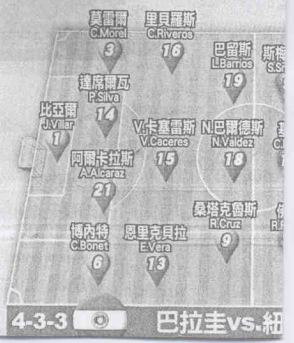 莫雷爾
C.Morel
3
里貝羅斯
C.Riveros
16
巴留斯
L.Barrios
19
達席爾瓦
P.Silva
14
比亞爾
J.Villar
1
V.卡塞雷斯
V.Caceres
15
N.巴爾德斯
N.Valdez
18
阿爾卡拉斯
A.Alcaraz
21
桑塔克魯斯
R.Cruz
9
博內特
C.Bonet
6
恩里克貝拉
E.Vera
13
4-3-3
巴拉圭vs.紐